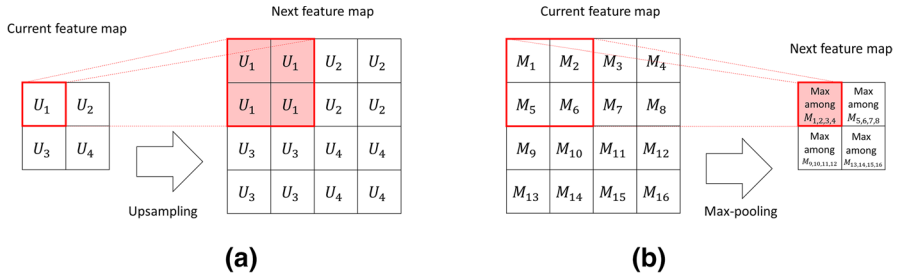 Current feature map
U1 U2
U3 U4
Upsampling
Next feature map
U1 U1 U2 U2
U1 U1 U2 U2
U3 U3 U4 U4
U3 U3 U4 U4
(a)
Current feature map
M1 M2 M3 M4
M5 M6 M7 M8
M9 M10 M11 M12
M13 M14 M15 M16
Max-pooling
Next feature map
Max among M1,2,3,4
Max among M5,6,7,8
Max among M9,10,11,12
Max among M13,14,15,16
(b)